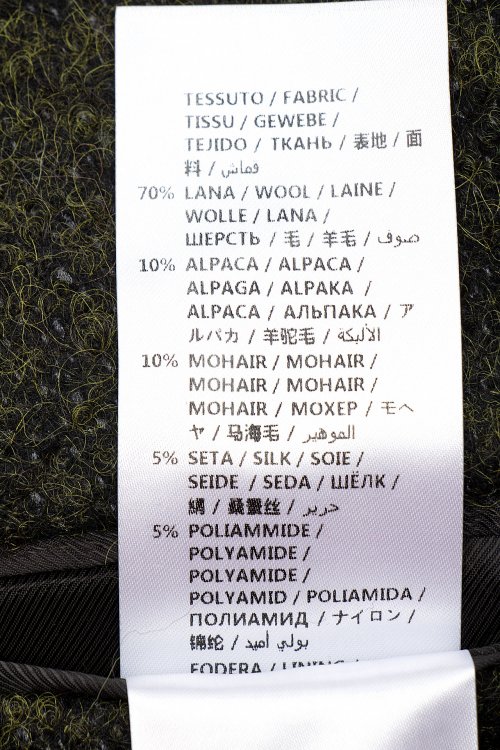 TESSUTO / FABRIC /
TISSU / GEWEBE /
TEJIDO / ТКАНЬ / 表地 / 面
料 / قماش
70% LANA / WOOL / LAINE /
WOLLE / LANA /
ШЕРСТЬ / 毛 / 羊毛 / صوف
10% ALPACA / ALPACA /
ALPAGA / ALPAKA /
ALPACA / АЛЬПАКА / ア
ルパカ / 羊驼毛 / الألبكة
10% MOHAIR / MOHAIR /
MOHAIR / MOHAIR /
MOHAIR / МОХЕР / モヘ
ヤ / 马海毛 / الموهير
5% SETA / SILK / SOIE /
SEIDE / SEDA / ШЁЛК /
絹 / 桑蚕丝 / حرير
5% POLIAMMIDE /
POLYAMIDE /
POLYAMIDE /
POLYAMID / POLIAMIDA /
ПОЛИАМИД / ナイロン /
锦纶 / بولي أميد
FODERA / LINING /